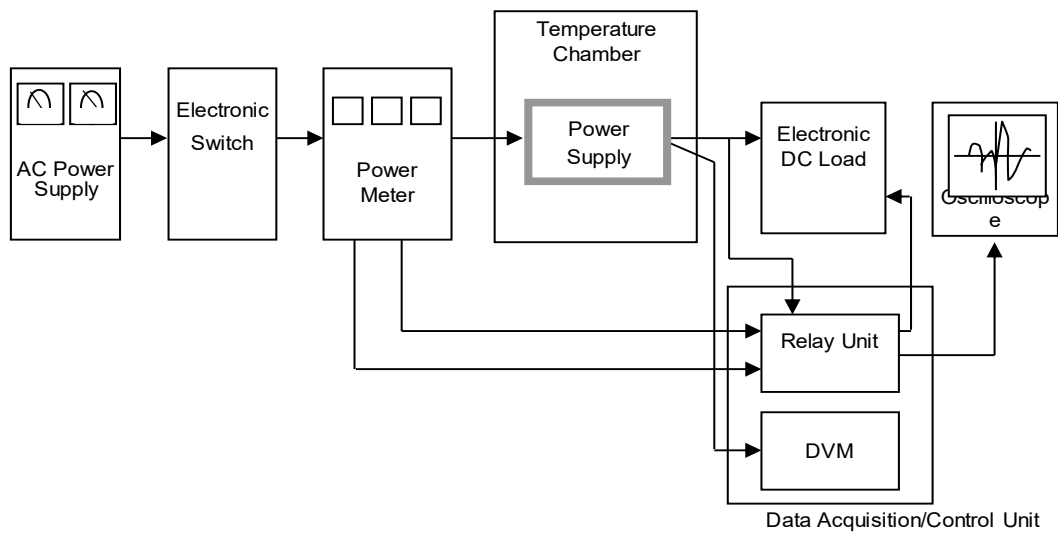 Temperature
Chamber
AC Power
Supply
Electronic
Switch
Power
Meter
Power
Supply
Electronic
DC Load
Oscilloscop
e
Relay Unit
DVM
Data Acquisition/Control Unit